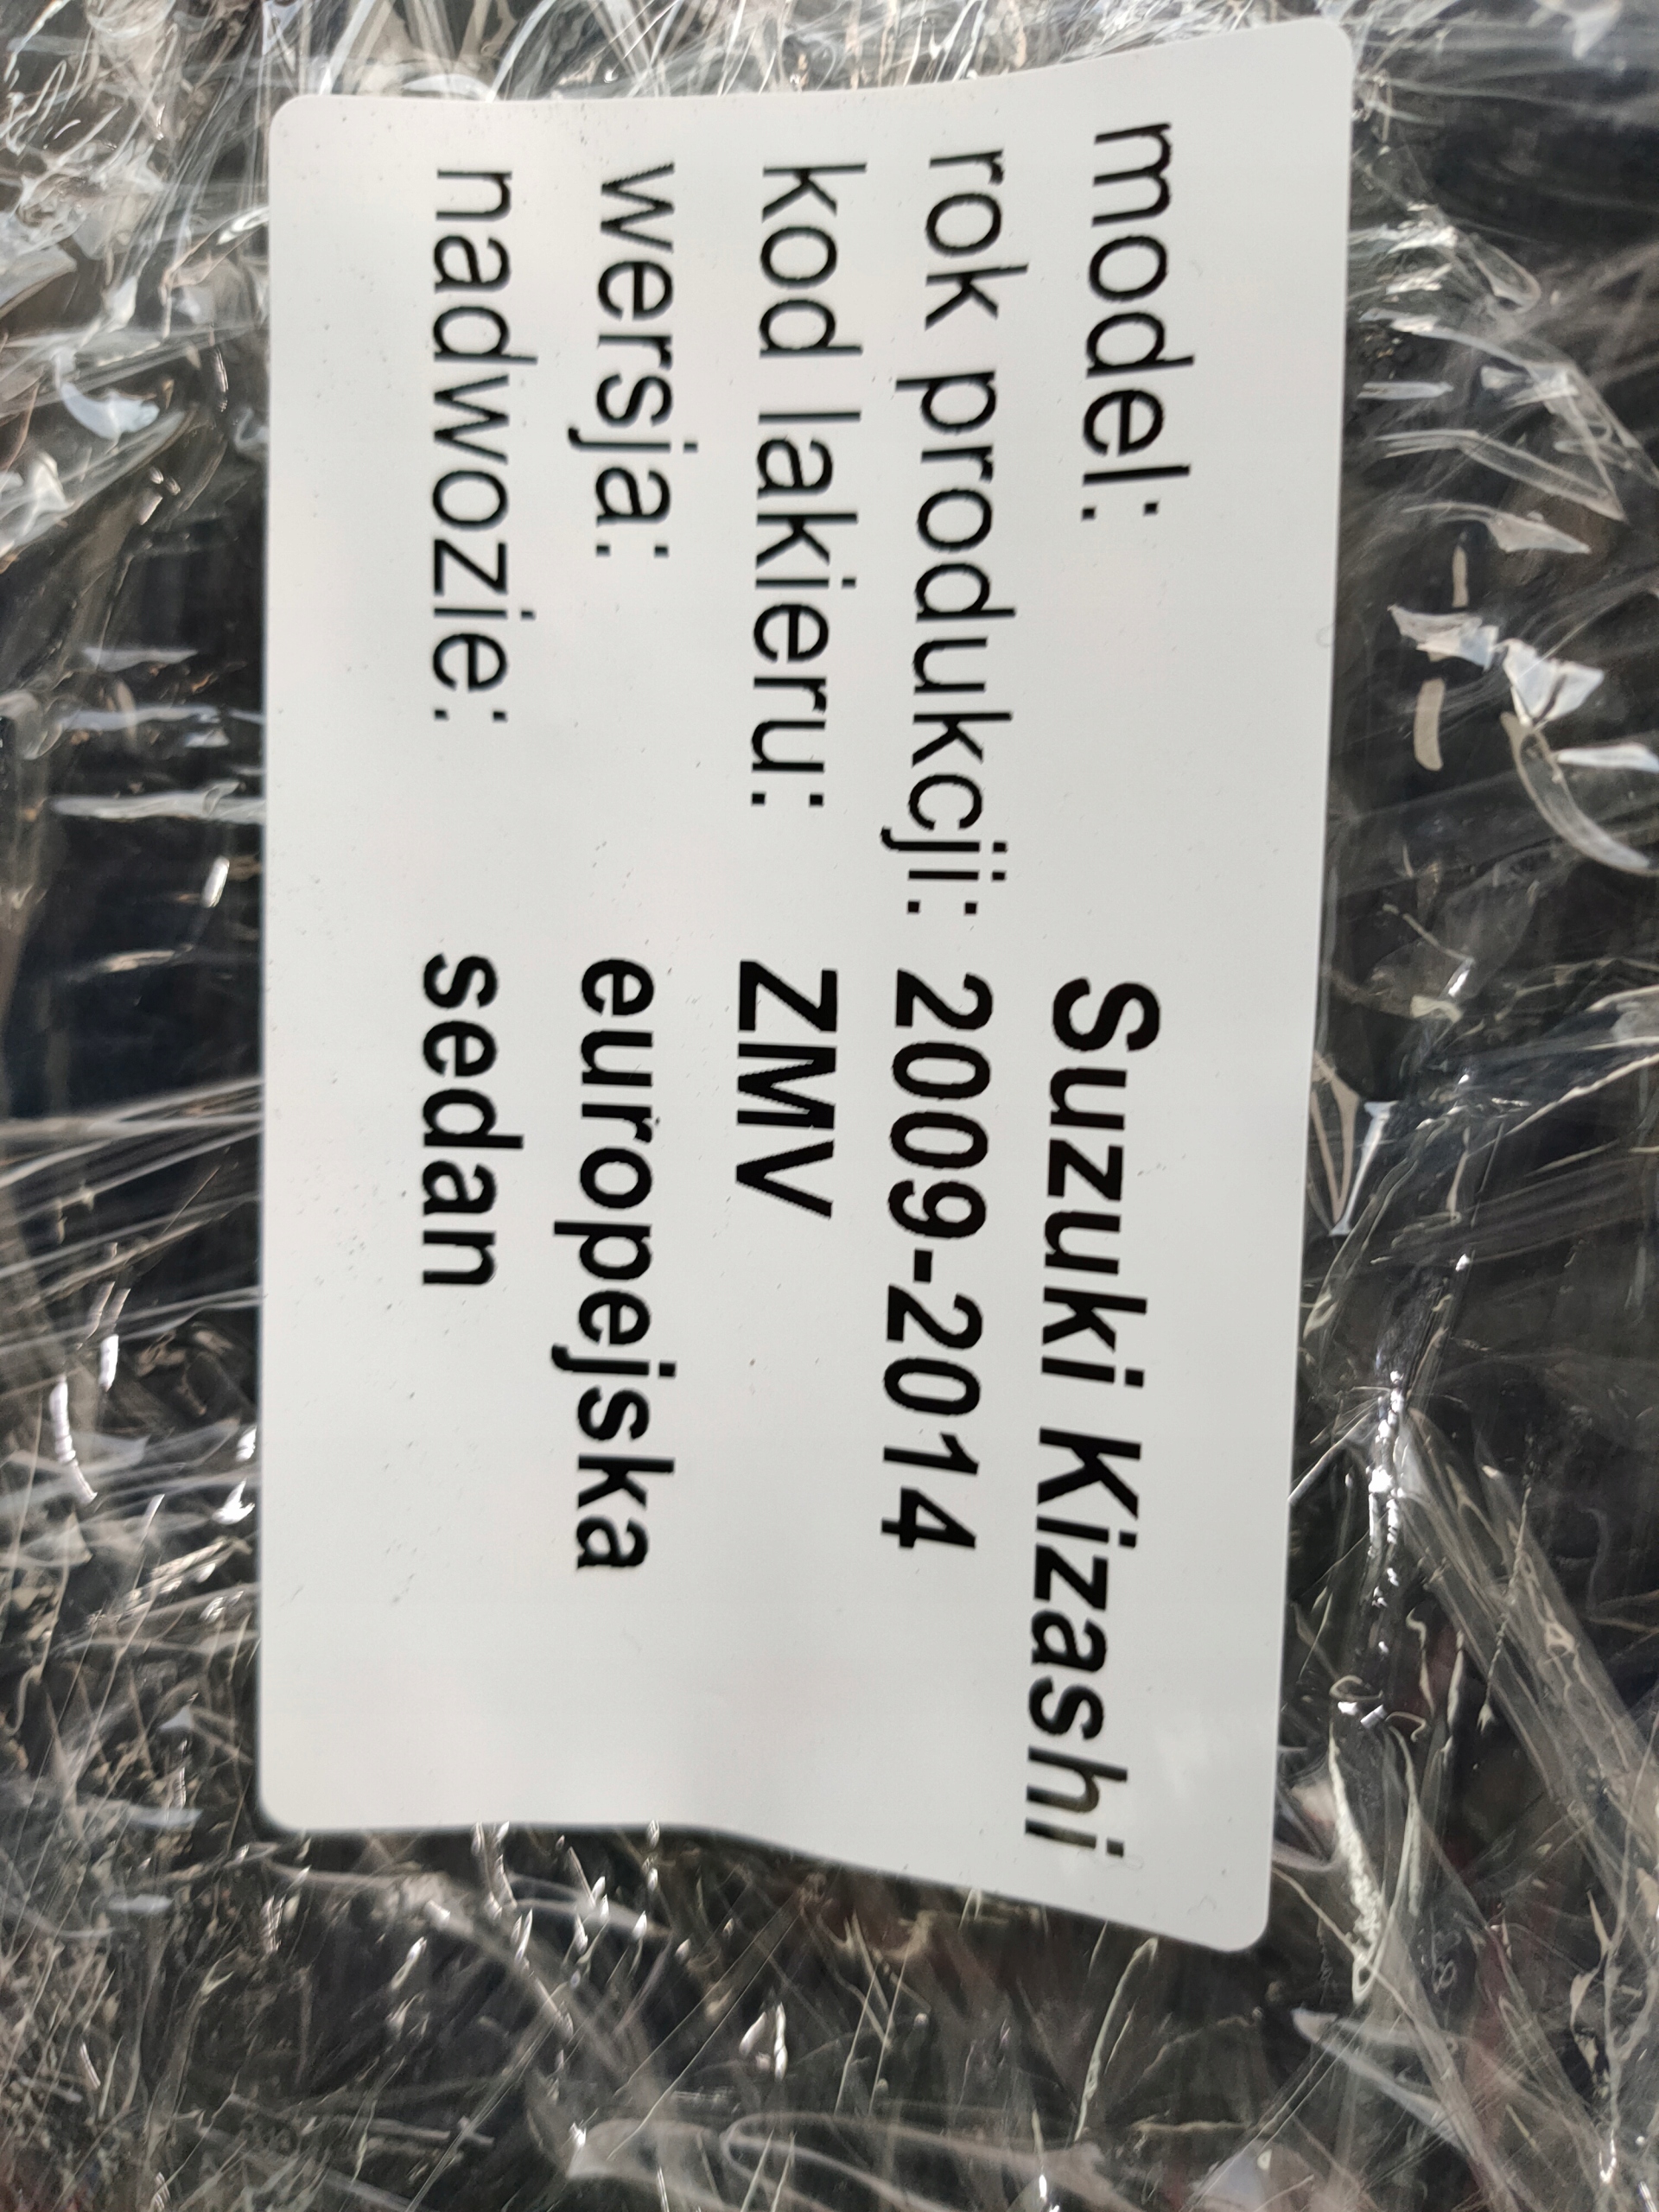 model: Suzuki Kizashi
rok produkcji: 2009-2014
kod lakieru: ZMV
wersja: europejska
nadwozie: sedan